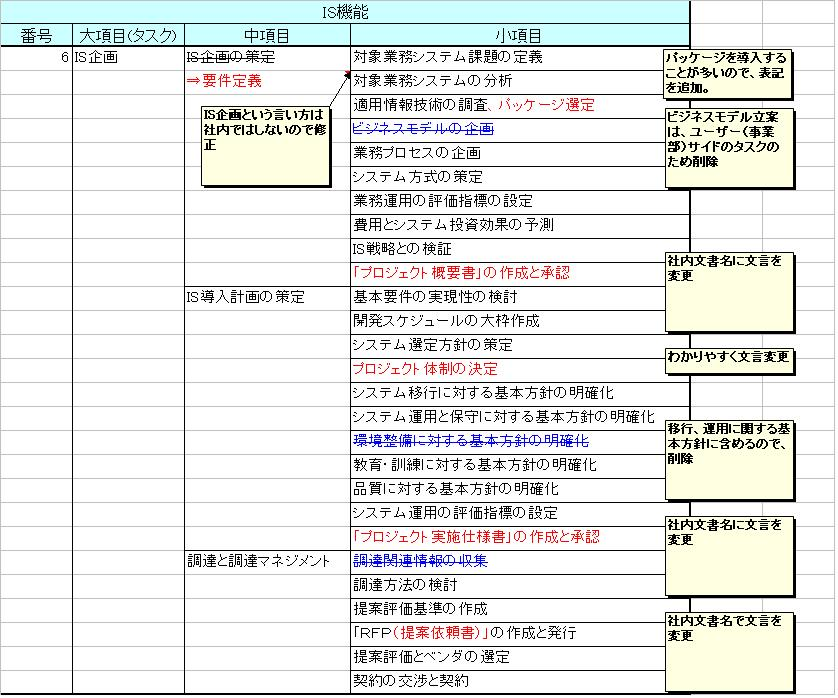 IS機能
番号 大項目(タスク) 中項目 小項目
6 IS企画 IS企画の策定 対象業務システム課題の定義
⇒要件定義 対象業務システムの分析
適用情報技術の調査、パッケージ選定
ビジネスモデルの企画
業務プロセスの企画
システム方式の策定
業務運用の評価指標の設定
費用とシステム投資効果の予測
IS戦略との検証
「プロジェクト概要書」の作成と承認
IS導入計画の策定 基本要件の実現性の検討
開発スケジュールの大枠作成
システム選定方針の策定
プロジェクト体制の決定
システム移行に対する基本方針の明確化
システム運用と保守に対する基本方針の明確化
環境整備に対する基本方針の明確化
教育・訓練に対する基本方針の明確化
品質に対する基本方針の明確化
システム運用の評価指標の設定
「プロジェクト実施仕様書」の作成と承認
調達と調達マネジメント 調達関連情報の収集
調達方法の検討
提案評価基準の作成
「RFP(提案依頼書)」の作成と発行
提案評価とベンダの選定
契約の交渉と契約
IS企画という言い方は
社内ではしないので修
正
パッケージを導入する
ことが多いので、表記
を追加。
ビジネスモデル立案
は、ユーザー(事業
部)サイドのタスクの
ため削除
社内文書名に文言を
変更
わかりやすく文言変更
移行、運用に関する基
本方針に含めるので、
削除
社内文書名に文言を
変更
社内文書名で文言を
変更